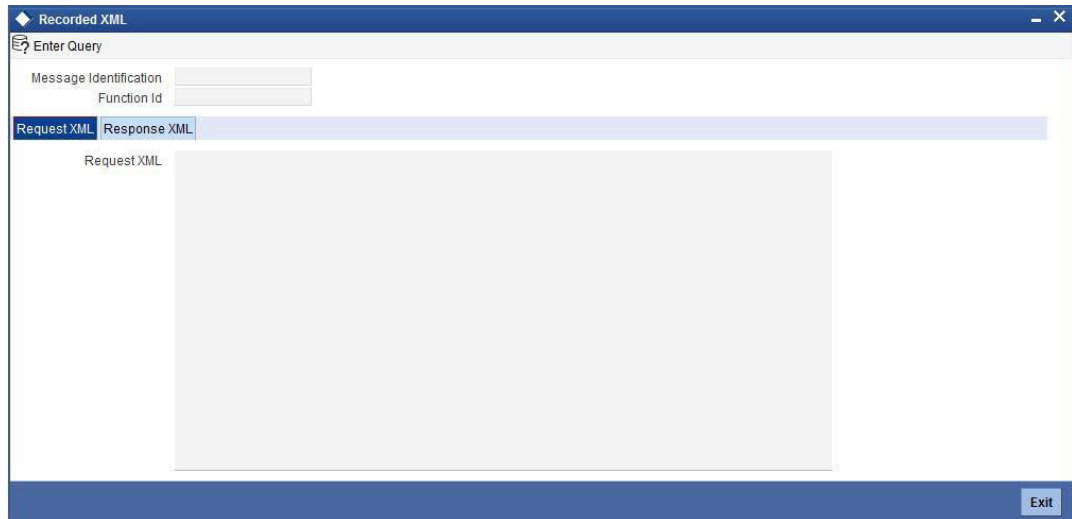 Recorded XML
Enter Query
Message Identification
Function Id
Request XML Response XML
Request XML
Exit